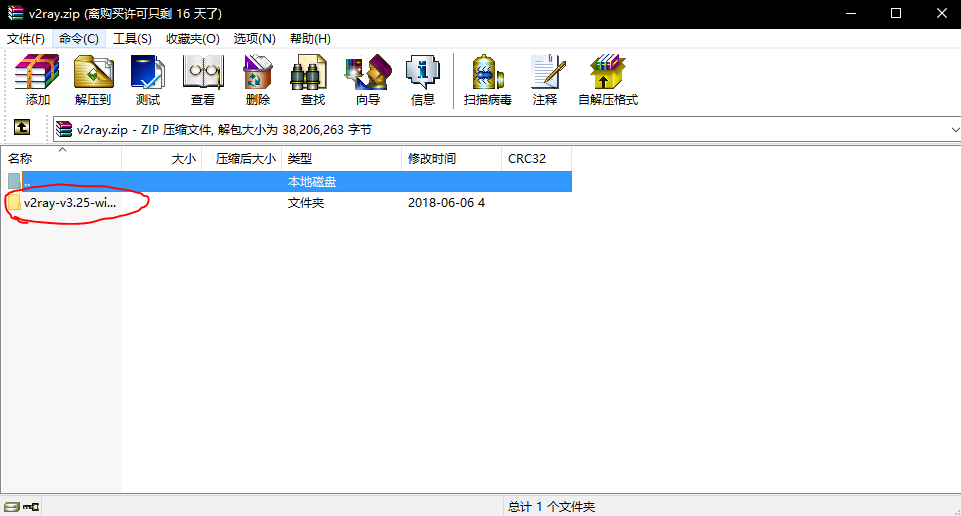 v2ray.zip (离购买许可只剩 16 天了)
文件(F) 命令(C) 工具(S) 收藏夹(O) 选项(N) 帮助(H)
添加 解压到 测试 查看 删除 查找 向导 信息 扫描病毒 注释 自解压格式
v2ray.zip - ZIP 压缩文件, 解包大小为 38,206,263 字节
名称 大小 压缩后大小 类型 修改时间 CRC32
.. 本地磁盘
v2ray-v3.25-wi... 文件夹 2018-06-06 4
总计 1 个文件夹